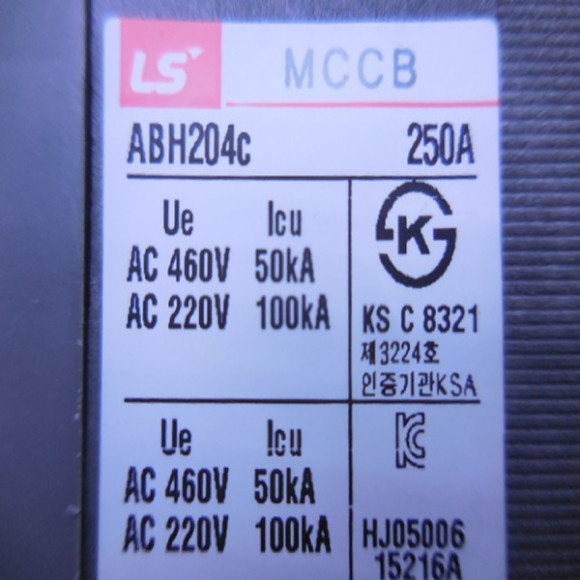 LS MCCB
ABH204c 250A
Ue Icu
AC 460V 50kA
AC 220V 100kA
K
KS C 8321
제3224호
인증기관KSA
Ue Icu
AC 460V 50kA
AC 220V 100kA
KC
HJ05006
15216A